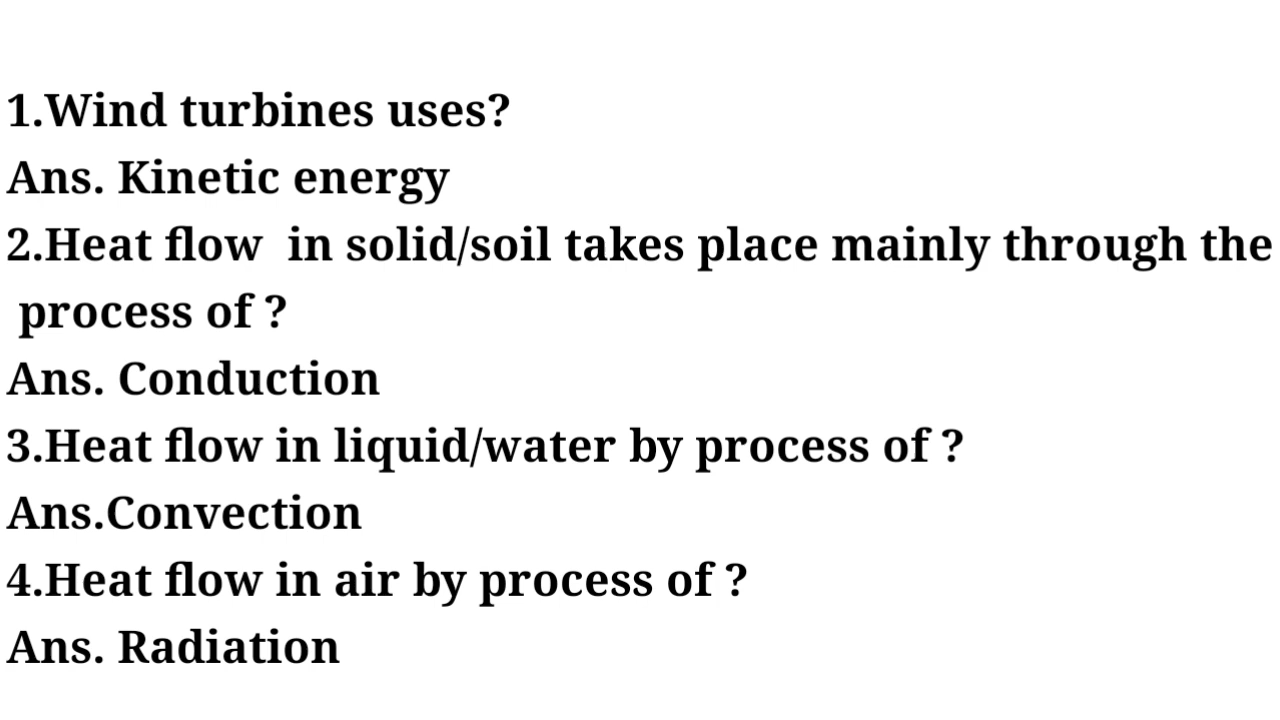 1.Wind turbines uses?
Ans. Kinetic energy
2.Heat flow  in solid/soil takes place mainly through the
process of ?
Ans. Conduction
3.Heat flow in liquid/water by process of ?
Ans.Convection
4.Heat flow in air by process of ?
Ans. Radiation